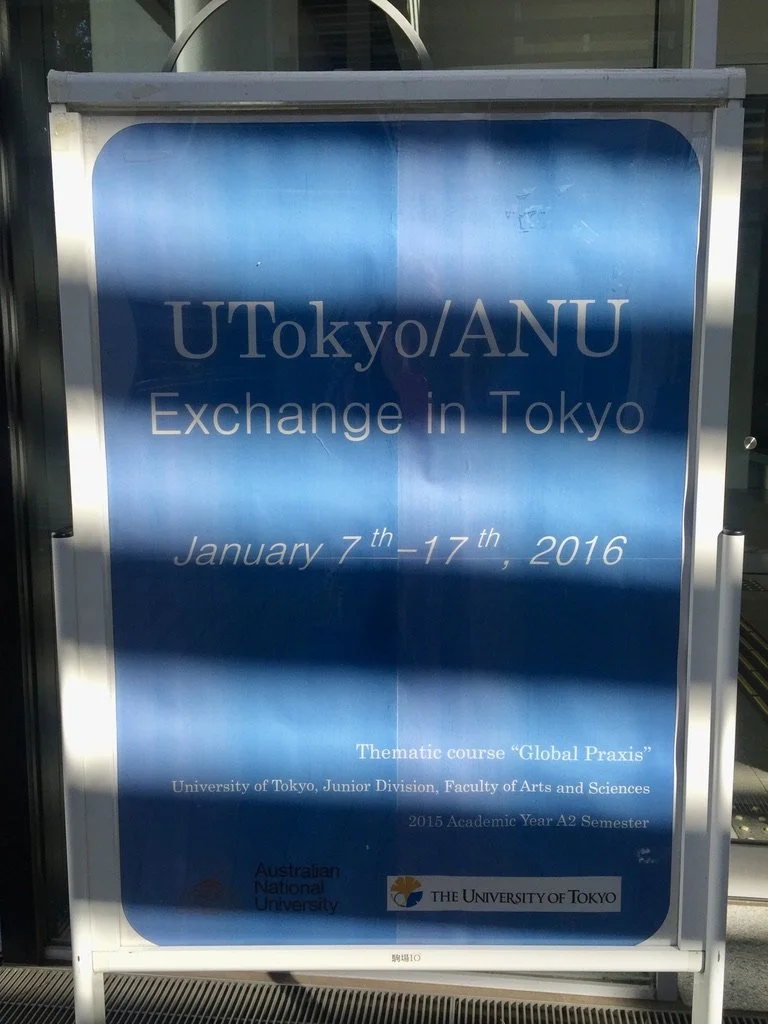 UTokyo/ANU
Exchange in Tokyo
January 7th-17th, 2016
Thematic course “Global Praxis”
University of Tokyo, Junior Division, Faculty of Arts and Sciences
2015 Academic Year A2 Semester
Australian
National
University
THE UNIVERSITY OF TOKYO
駒場10